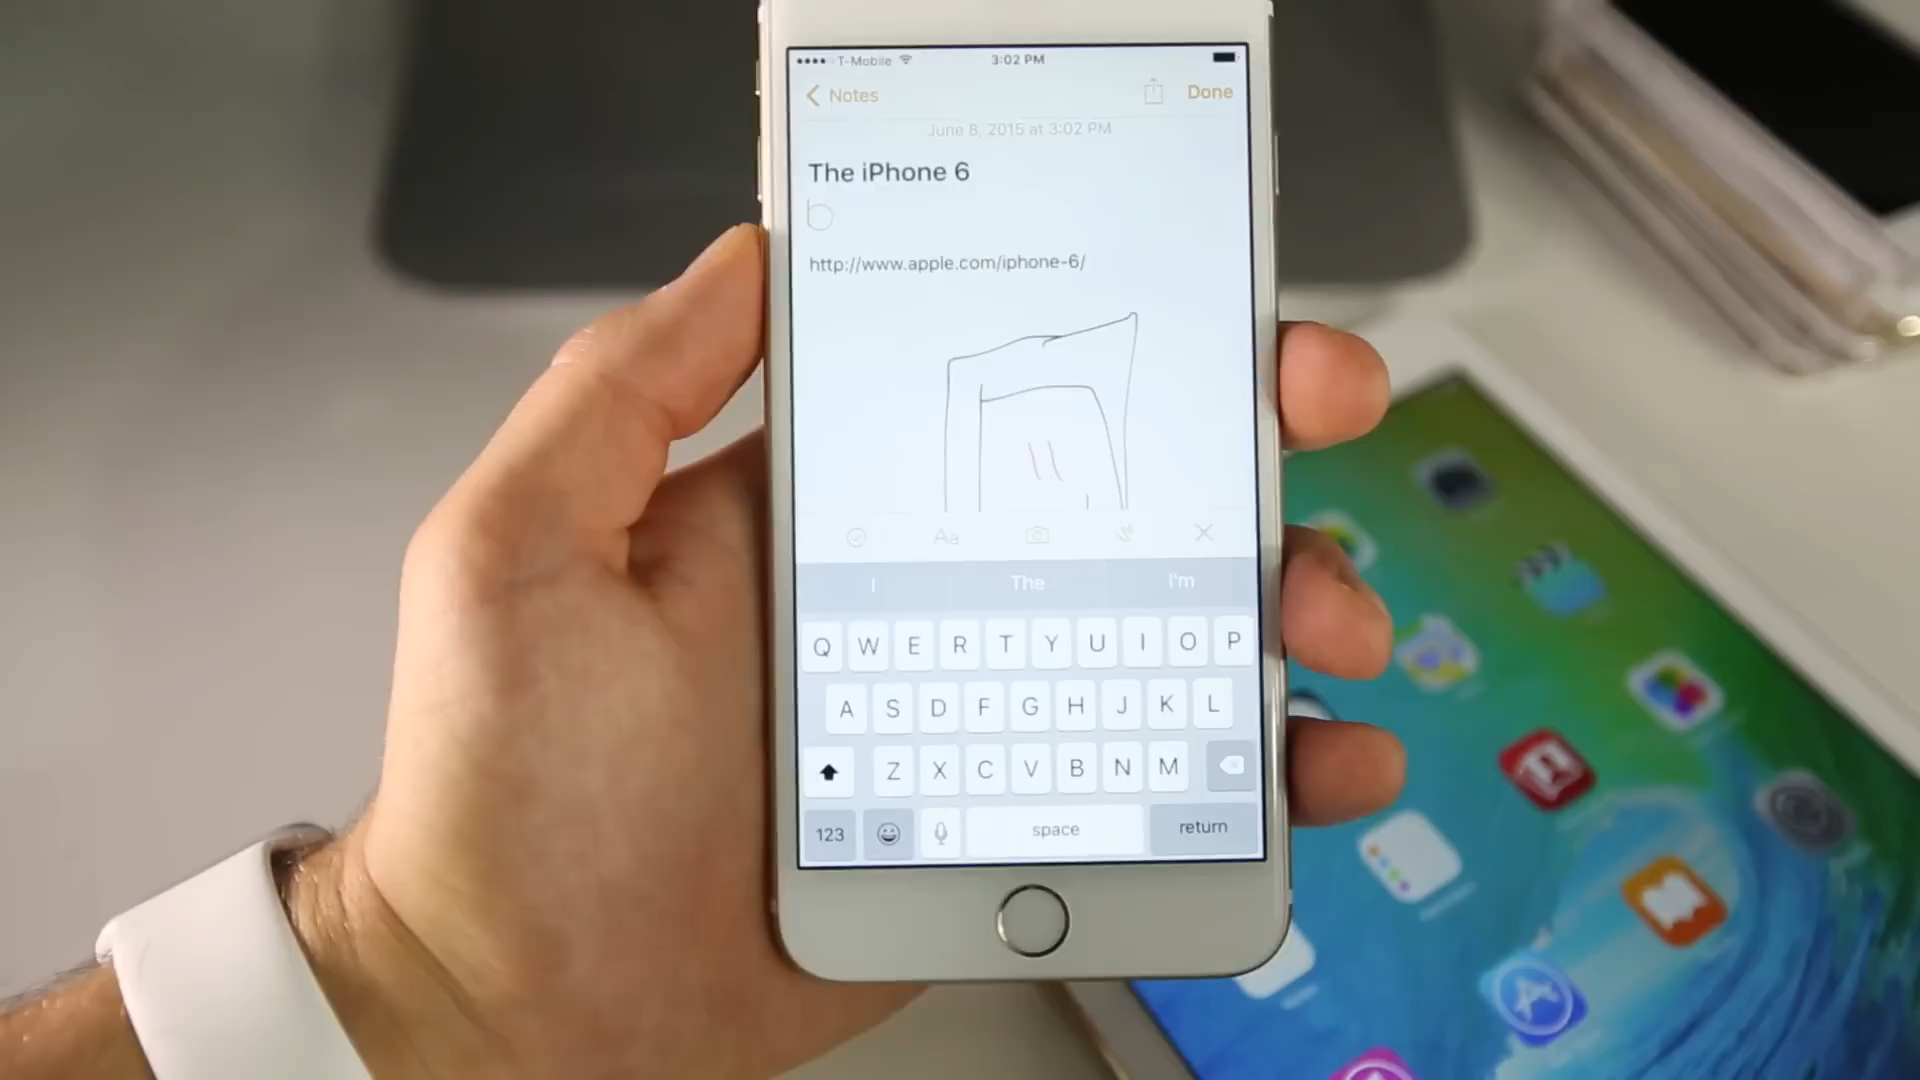 T-Mobile 3:02 PM
Notes Done
June 8, 2015 at 3:02 PM
The iPhone 6
http://www.apple.com/iphone-6/
Aa
I The I'm
Q W E R T Y U I O P
A S D F G H J K L
Z X C V B N M
123 space return